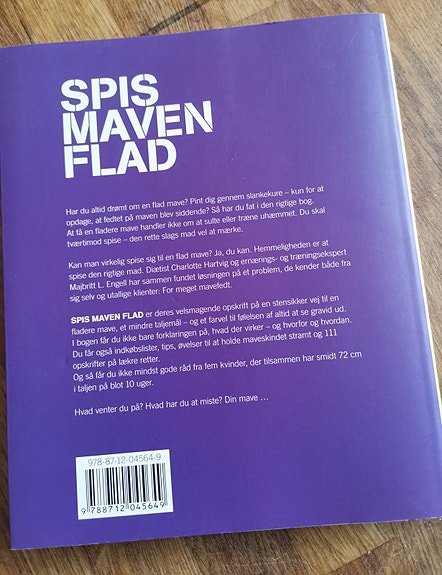 SPIS
MAVEN
FLAD
Har du altid drømt om en flad mave? Pint dig gennem slankekure – kun for at
opdage, at fedtet på maven blev siddende? Så har du fat i den rigtige bog.
At få en fladere mave handler ikke om at sulte eller træne uhæmmet. Du skal
tværtimod spise – den rette slags mad vel at mærke.
Kan man virkelig spise sig til en flad mave? Ja, du kan. Hemmeligheden er at
spise den rigtige mad. Diætist Charlotte Hartvig og ernærings- og træningsekspert
Majbritt L. Engell har sammen fundet løsningen på et problem, de kender både fra
sig selv og utallige klienter: For meget mavefedt.
SPIS MAVEN FLAD er deres velsmagende opskrift på en stensikker vej til en
fladere mave, et mindre taljemål – og et farvel til følelsen af altid at se gravid ud.
I bogen får du ikke bare forklaringen på, hvad der virker – og hvorfor og hvordan.
Du får også indkøbslister, tips, øvelser til at holde maveskindet stramt og 111
opskrifter på lækre retter.
Og så får du ikke mindst gode råd fra fem kvinder, der tilsammen har smidt 72 cm
i taljen på blot 10 uger.
Hvad venter du på? Hvad har du at miste? Din mave ...
978-87-12-04564-9
9 788712 045649